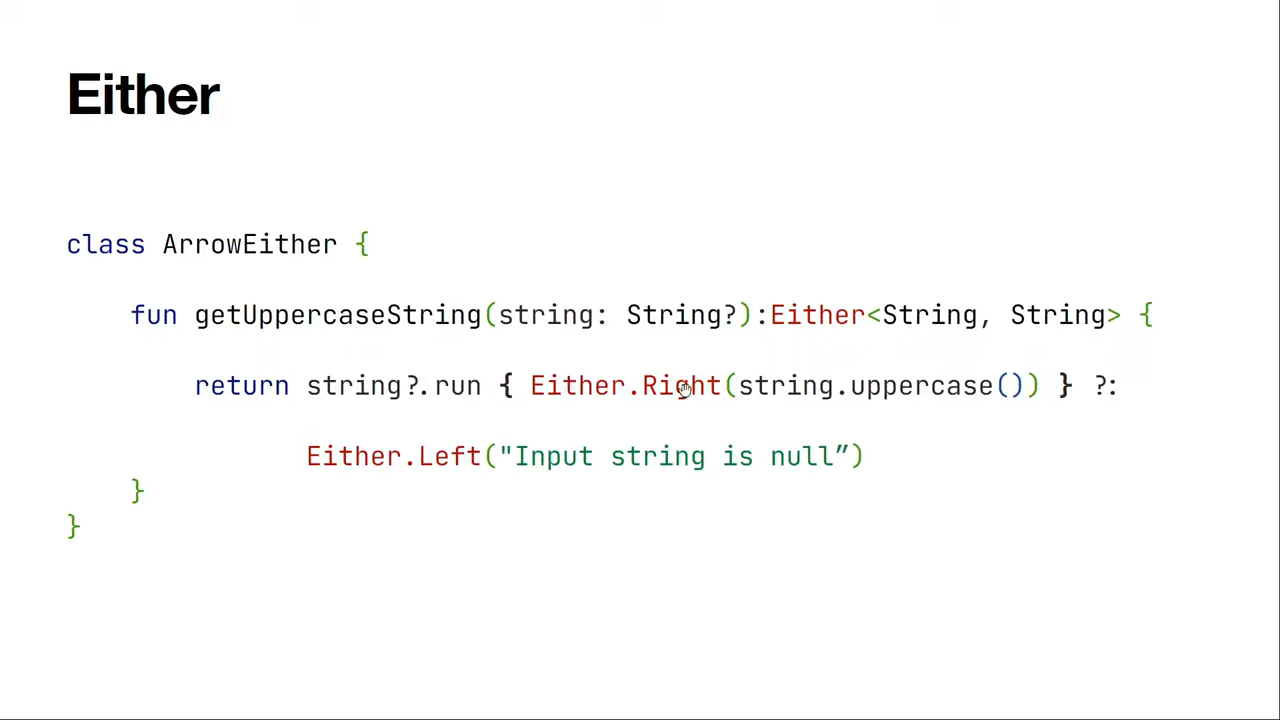 Either
class ArrowEither {
fun getUppercaseString(string: String?):Either<String, String> {
return string?.run { Either.Right(string.uppercase()) } ?:
Either.Left("Input string is null”)
}
}